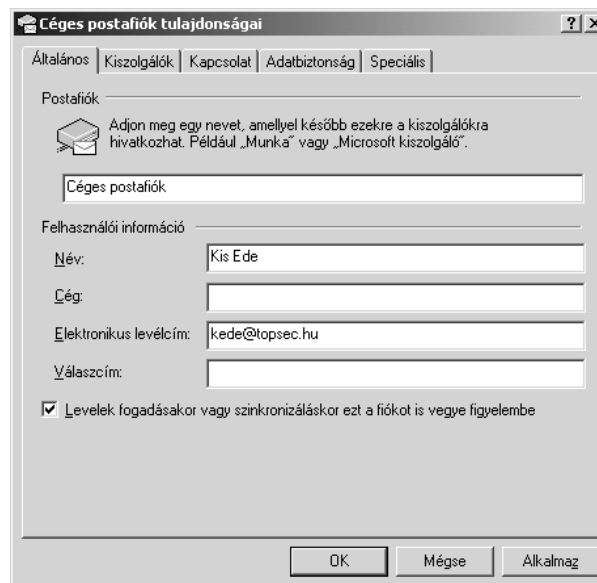 Céges postafiók tulajdonságai
Általános Kiszolgálók Kapcsolat Adatbiztonság Speciális
Postafiók
Adjon meg egy nevet, amellyel később ezekre a kiszolgálókra
hivatkozhat. Például „Munka” vagy „Microsoft kiszolgáló”.
Céges postafiók
Felhasználói információ
Név: Kis Ede
Cég:
Elektronikus levélcím: kede@topsec.hu
Válaszcím:
Levelek fogadásakor vagy szinkronizáláskor ezt a fiókot is vegye figyelembe
OK Mégse Alkalmaz